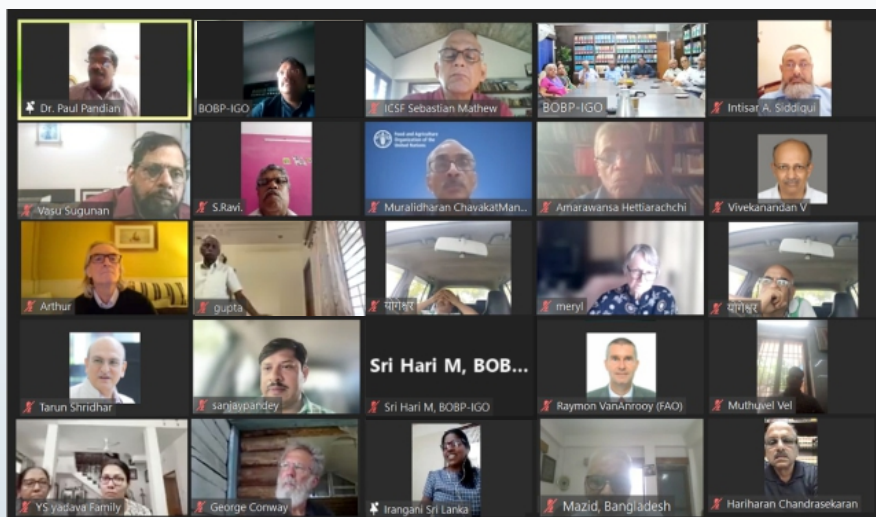 Dr. Paul Pandian
BOBP-IGO
ICSF Sebastian Mathew
BOBP-IGO
Intisar A. Siddiqui
Vasu Sugunan
S.Ravi.
Food and Agriculture
Organization of the
United Nations
Muralidharan ChavakatMan...
Amarawansa Hettiarachchi
Vivekanandan V
Arthur
gupta
यागेश्वर
meryl
यागेश्वर
Tarun Shridhar
sanjaypandey
Sri Hari M, BOB...
Sri Hari M, BOBP-IGO
Raymon VanAnrooy (FAO)
Muthuvel Vel
YS yadava Family
George Conway
Irangani Sri Lanka
Mazid, Bangladesh
Hariharan Chandrasekaran